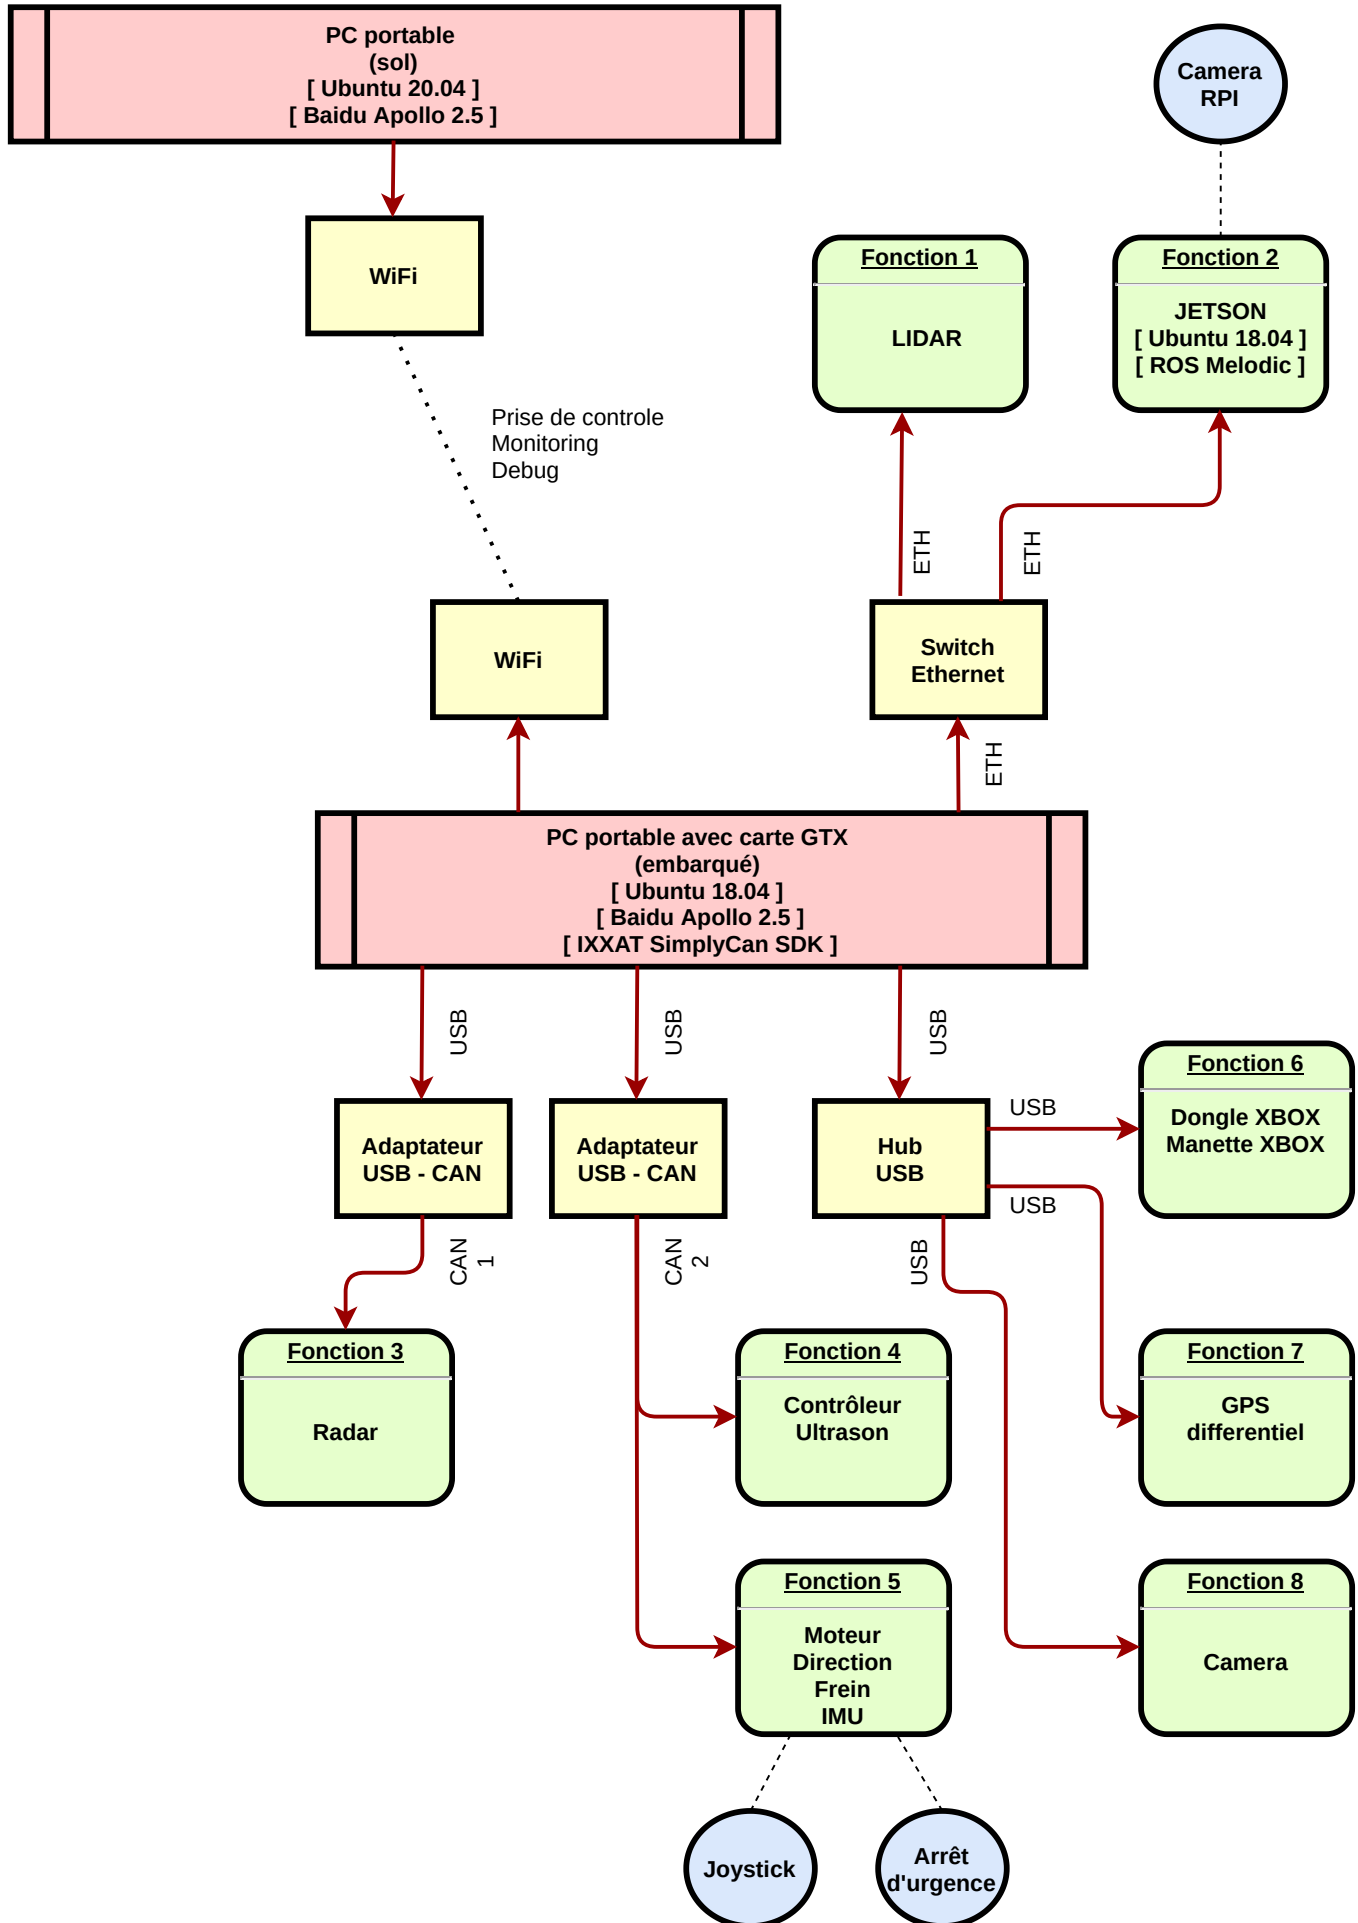 PC portable
(sol)
[ Ubuntu 20.04 ]
[ Baidu Apollo 2.5 ]
Camera
RPI
WiFi
Fonction 1
LIDAR
Fonction 2
JETSON
[ Ubuntu 18.04 ]
[ ROS Melodic ]
Prise de controle
Monitoring
Debug
ETH
ETH
WiFi
Switch
Ethernet
ETH
PC portable avec carte GTX
(embarqué)
[ Ubuntu 18.04 ]
[ Baidu Apollo 2.5 ]
[ IXXAT SimplyCan SDK ]
USB
USB
USB
Adaptateur
USB - CAN
Adaptateur
USB - CAN
Hub
USB
USB
USB
USB
Fonction 6
Dongle XBOX
Manette XBOX
CAN
1
CAN
2
Fonction 3
Radar
Fonction 4
Contrôleur
Ultrason
Fonction 7
GPS
differentiel
Fonction 5
Moteur
Direction
Frein
IMU
Fonction 8
Camera
Joystick
Arrêt
d'urgence